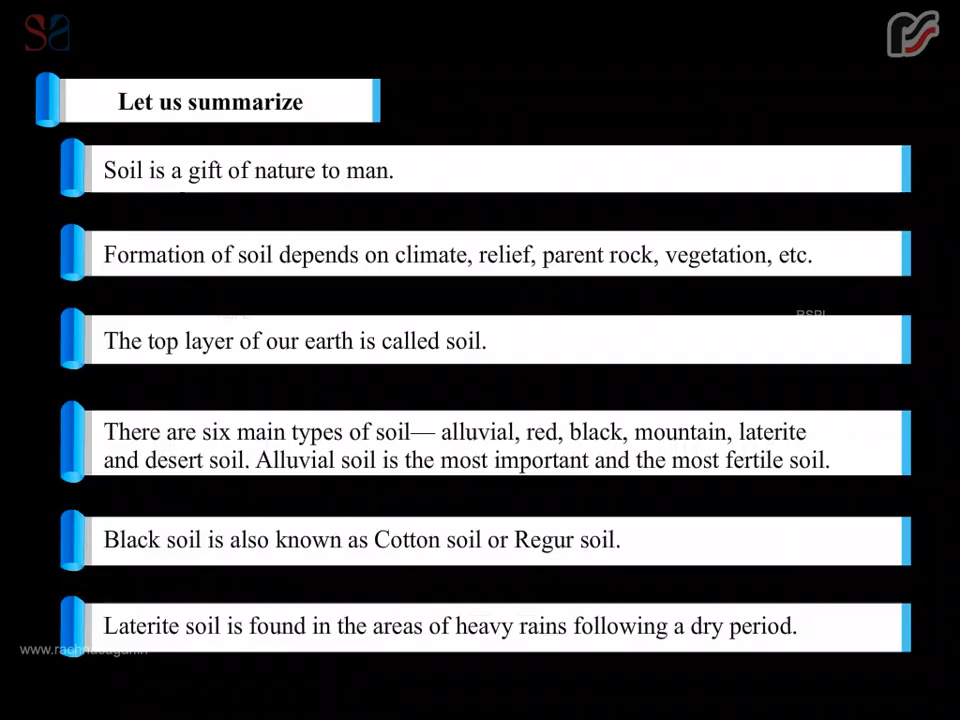 Let us summarize
Soil is a gift of nature to man.
Formation of soil depends on climate, relief, parent rock, vegetation, etc.
The top layer of our earth is called soil.
There are six main types of soil— alluvial, red, black, mountain, laterite
and desert soil. Alluvial soil is the most important and the most fertile soil.
Black soil is also known as Cotton soil or Regur soil.
Laterite soil is found in the areas of heavy rains following a dry period.